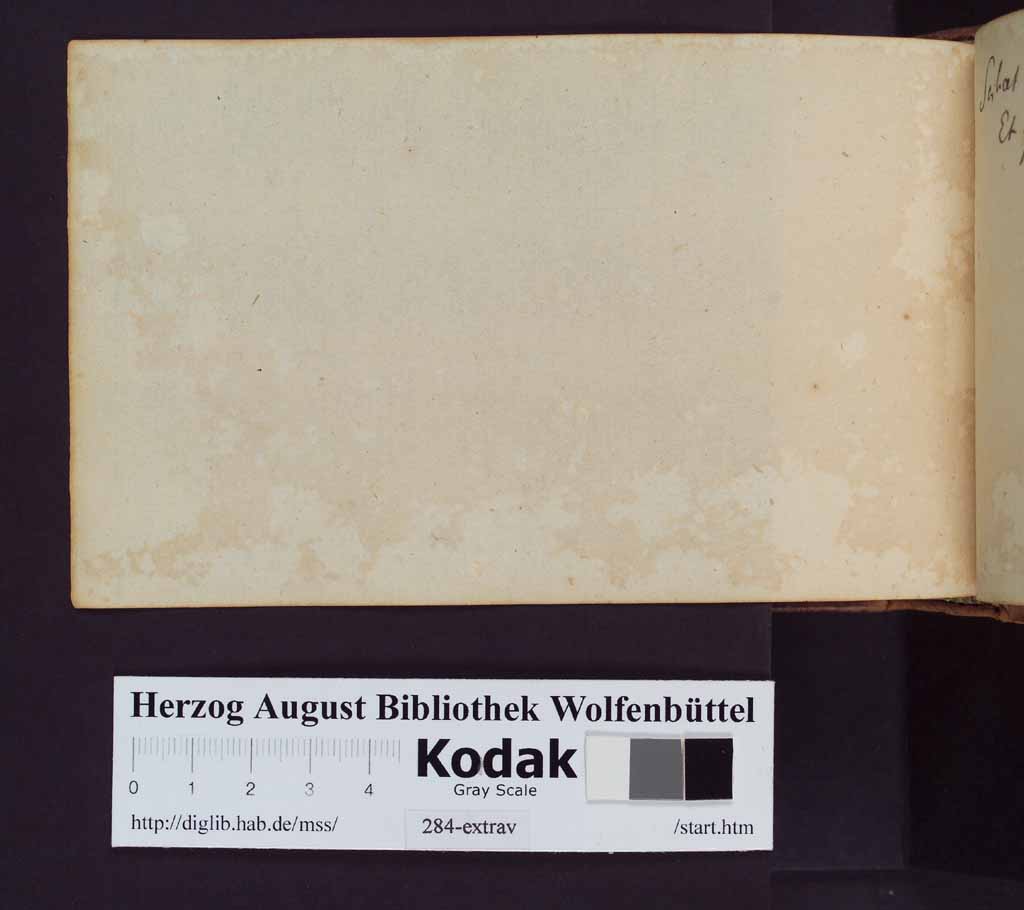 Et
Herzog August Bibliothek Wolfenbüttel
Kodak
Gray Scale
0 1 2 3 4
http://diglib.hab.de/mss/ 284-extrav /start.htm